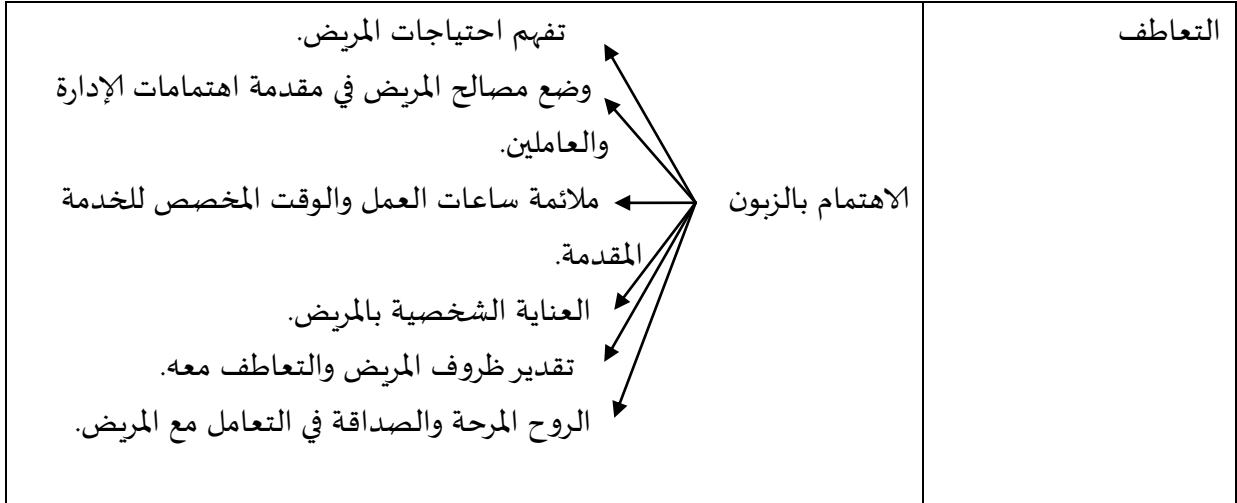 التعاطف
تفهم احتياجات المريض.
وضع مصالح المريض في مقدمة اهتمامات الإدارة
والعاملين.
الاهتمام بالزبون
ملائمة ساعات العمل والوقت المخصص للخدمة
المقدمة.
العناية الشخصية بالمريض.
تقدير ظروف المريض والتعاطف معه.
الروح المرحة والصداقة في التعامل مع المريض.